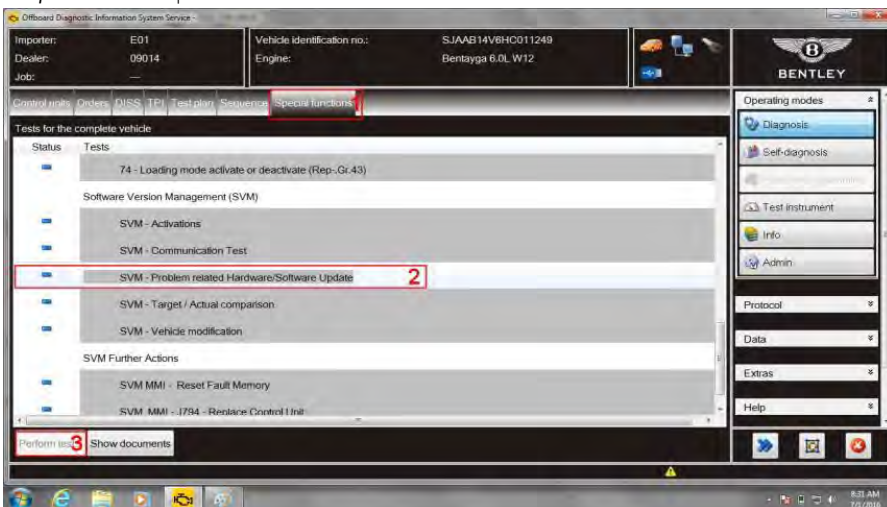 Offboard Diagnostic Information System Service -
Importer: E01
Dealer: 09014
Job: ---
Vehicle identification no.: SJAAB14V6HC011249
Engine: Bentayga 6.0L W12
BENTLEY
Control units Orders DISS TPI Test plan Sequence Special functions 1
Tests for the complete vehicle
Status Tests
74 - Loading mode activate or deactivate (Rep-.Gr.43)
Software Version Management (SVM)
SVM - Activations
SVM - Communication Test
SVM - Problem related Hardware/Software Update 2
SVM - Target / Actual comparison
SVM - Vehicle modification
SVM Further Actions
SVM MMI - Reset Fault Memory
SVM MMI - J794 - Replace Control Unit
Perform test 3 Show documents
Operating modes
Diagnosis
Self-diagnosis
Test instrument
Info
Admin
Protocol
Data
Extras
Help
8:31 AM
7/7/2016